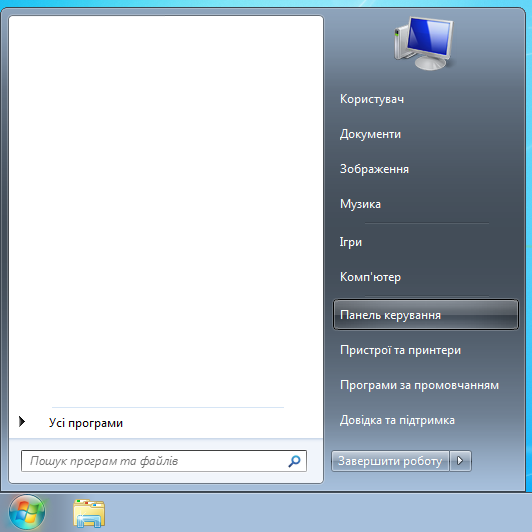 Користувач
Документи
Зображення
Музика
Ігри
Комп'ютер
Панель керування
Пристрої та принтери
Програми за промовчанням
Довідка та підтримка
Усі програми
Пошук програм та файлів
Завершити роботу